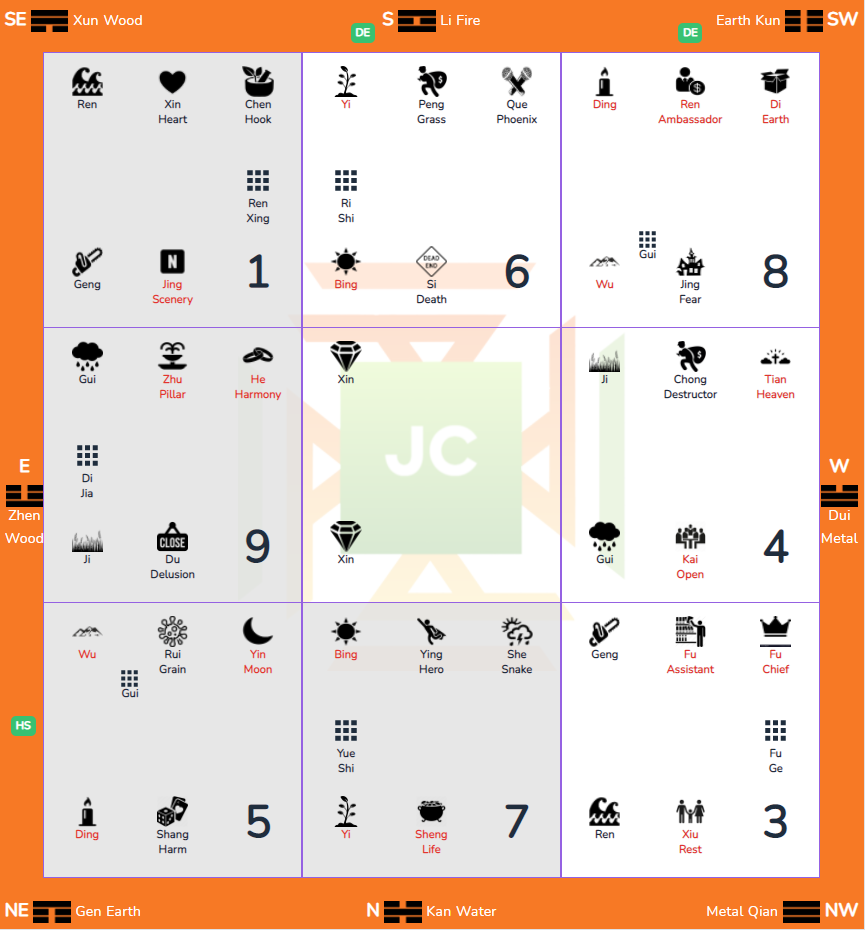 SE Xun Wood
S Li Fire
Earth Kun SW
DE
DE
Ren Xin Heart Chen Hook
Ren Xing
Geng N Jing Scenery 1
Yi Peng Grass Que Phoenix
Ri Shi
Bing DEAD END Si Death 6
Ding Ren Ambassador Di Earth
Gui
Wu Jing Fear 8
E
Zhen Wood
Gui Zhu Pillar He Harmony
Di Jia
Ji CLOSE Du Delusion 9
Xin
JC
Xin
Ji Chong Destructor Tian Heaven
Gui Kai Open 4
W
Dui Metal
HS
Wu Rui Grain Yin Moon
Gui
Ding Shang Harm 5
Bing Ying Hero She Snake
Yue Shi
Yi Sheng Life 7
Geng Fu Assistant Fu Chief
Fu Ge
Ren Xiu Rest 3
NE Gen Earth
N Kan Water
Metal Qian NW